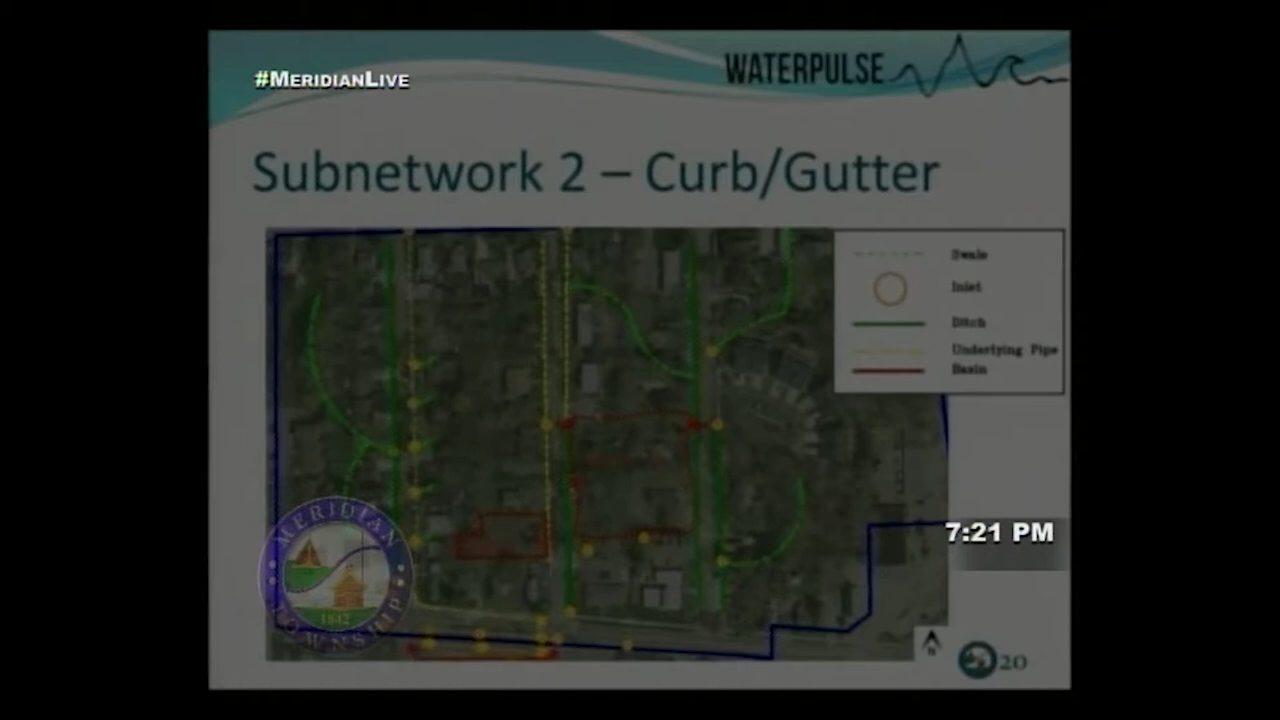 #MERIDIANLIVE
WATERPULSE
Subnetwork 2 – Curb/Gutter
Swale
Inlet
Ditch
Underlying Pipe
Basin
7:21 PM
MERIDIAN
1842
TOWNSHIP
N
20